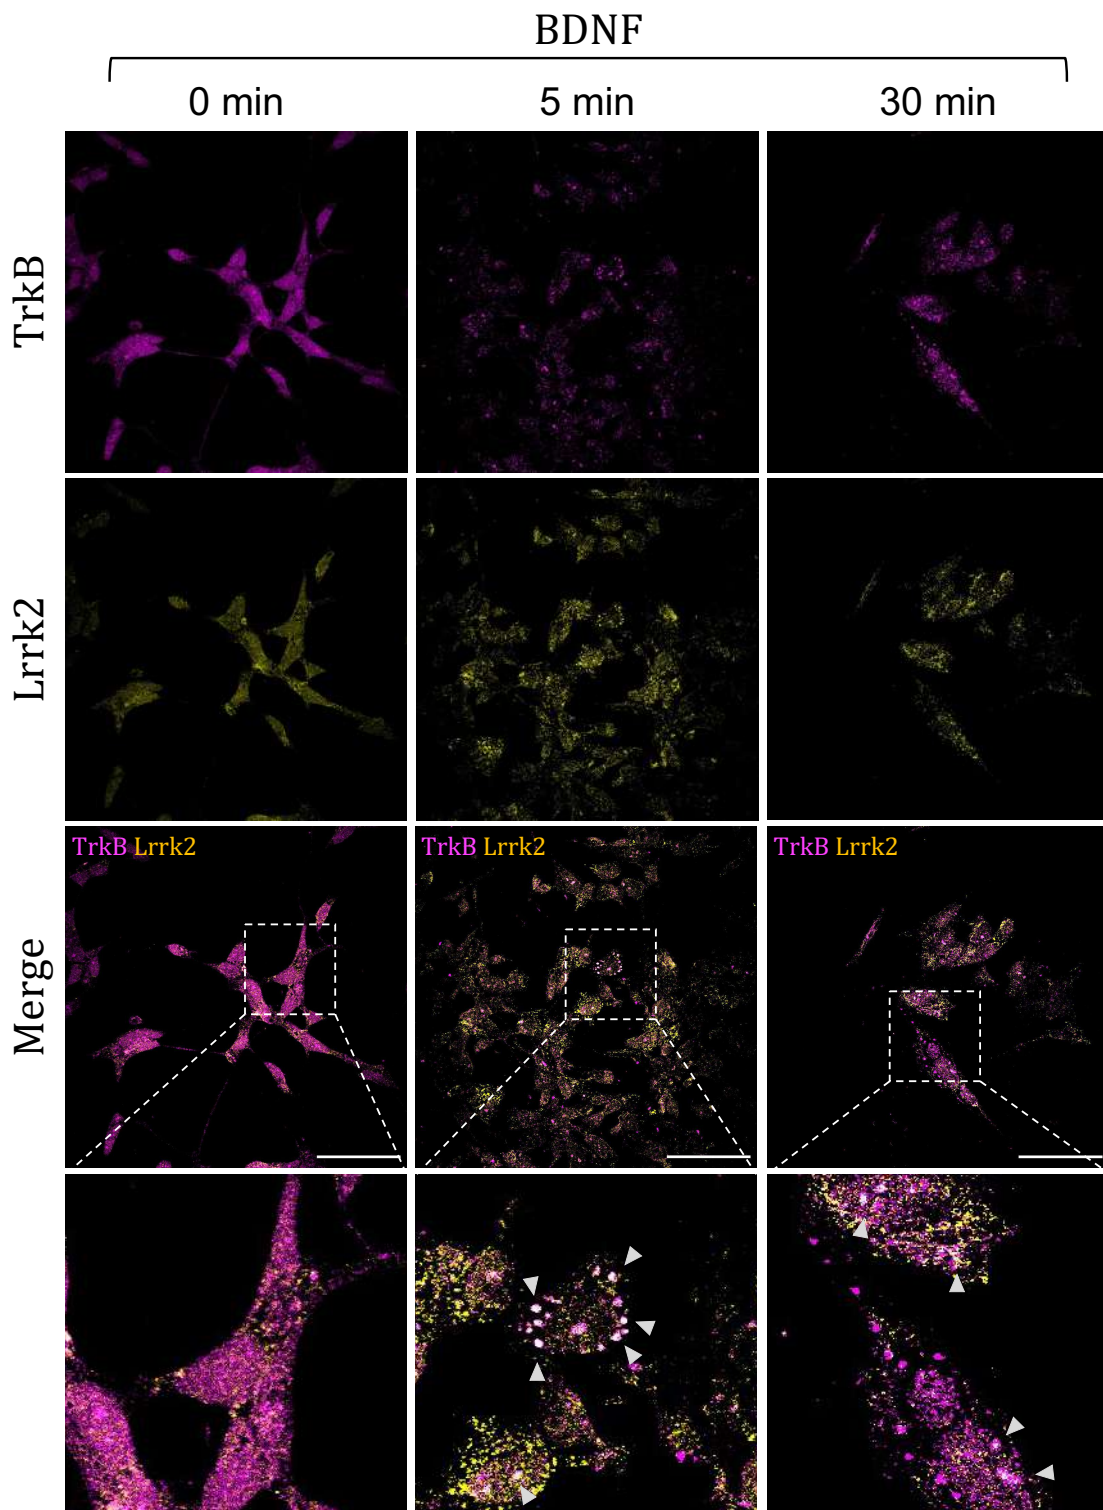 BDNF
0 min 5 min 30 min
TrkB
Lrrk2
Merge
TrkB Lrrk2
TrkB Lrrk2
TrkB Lrrk2